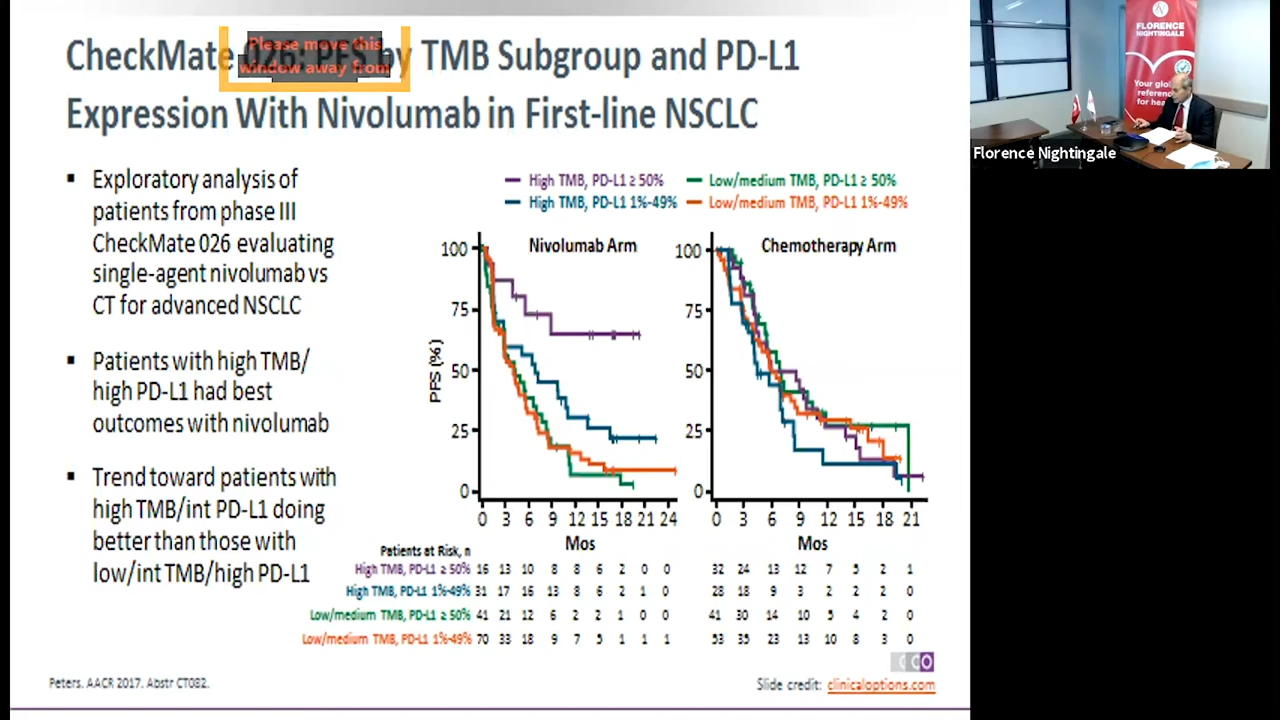 CheckMate 026: PFS by TMB Subgroup and PD-L1
Please move this
window away from
Expression With Nivolumab in First-line NSCLC
▪ Exploratory analysis of
patients from phase III
CheckMate 026 evaluating
single-agent nivolumab vs
CT for advanced NSCLC
▪ Patients with high TMB/
high PD-L1 had best
outcomes with nivolumab
▪ Trend toward patients with
high TMB/int PD-L1 doing
better than those with
low/int TMB/high PD-L1
High TMB, PD-L1 ≥ 50% Low/medium TMB, PD-L1 ≥ 50%
High TMB, PD-L1 1%-49% Low/medium TMB, PD-L1 1%-49%
Nivolumab Arm
Chemotherapy Arm
PFS (%)
100
75
50
25
0
0 3 6 9 12 15 18 21 24
Mos
100
75
50
25
0
0 3 6 9 12 15 18 21
Mos
Patients at Risk, n
High TMB, PD-L1 ≥ 50% 16 13 10 8 8 6 2 0 0 32 24 13 12 7 5 2 1
High TMB, PD-L1 1%-49% 31 17 16 13 8 6 2 1 0 28 18 9 3 2 2 2 0
Low/medium TMB, PD-L1 ≥ 50% 41 21 12 6 2 2 1 0 0 41 30 14 10 5 4 2 0
Low/medium TMB, PD-L1 1%-49% 70 33 18 9 7 5 1 1 1 53 35 23 13 10 8 3 0
CCO
Peters. AACR 2017. Abstr CT082.
Slide credit: clinicaloptions.com
FLORENCE
NIGHTINGALE
Your
Florence Nightingale